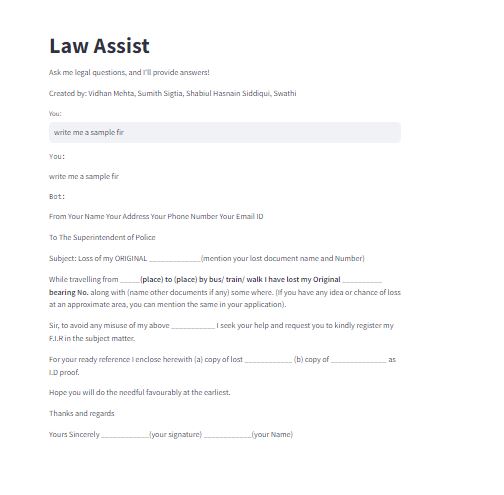 Law Assist
Ask me legal questions, and I'll provide answers!
Created by: Vidhan Mehta, Sumith Sigtia, Shabiul Hasnain Siddiqui, Swathi
You:
write me a sample fir
You:
write me a sample fir
Bot:
From Your Name Your Address Your Phone Number Your Email ID
To The Superintendent of Police
Subject: Loss of my ORIGINAL _____________(mention your lost document name and Number)
While travelling from _____(place) to (place) by bus/ train/ walk I have lost my Original __________
bearing No. along with (name other documents if any) some where. (If you have any idea or chance of loss
at an approximate area, you can mention the same in your application).
Sir, to avoid any misuse of my above ___________ I seek your help and request you to kindly register my
F.I.R in the subject matter.
For your ready reference I enclose herewith (a) copy of lost ____________ (b) copy of ______________ as
I.D proof.
Hope you will do the needful favourably at the earliest.
Thanks and regards
Yours Sincerely ____________(your signature) ____________(your Name)